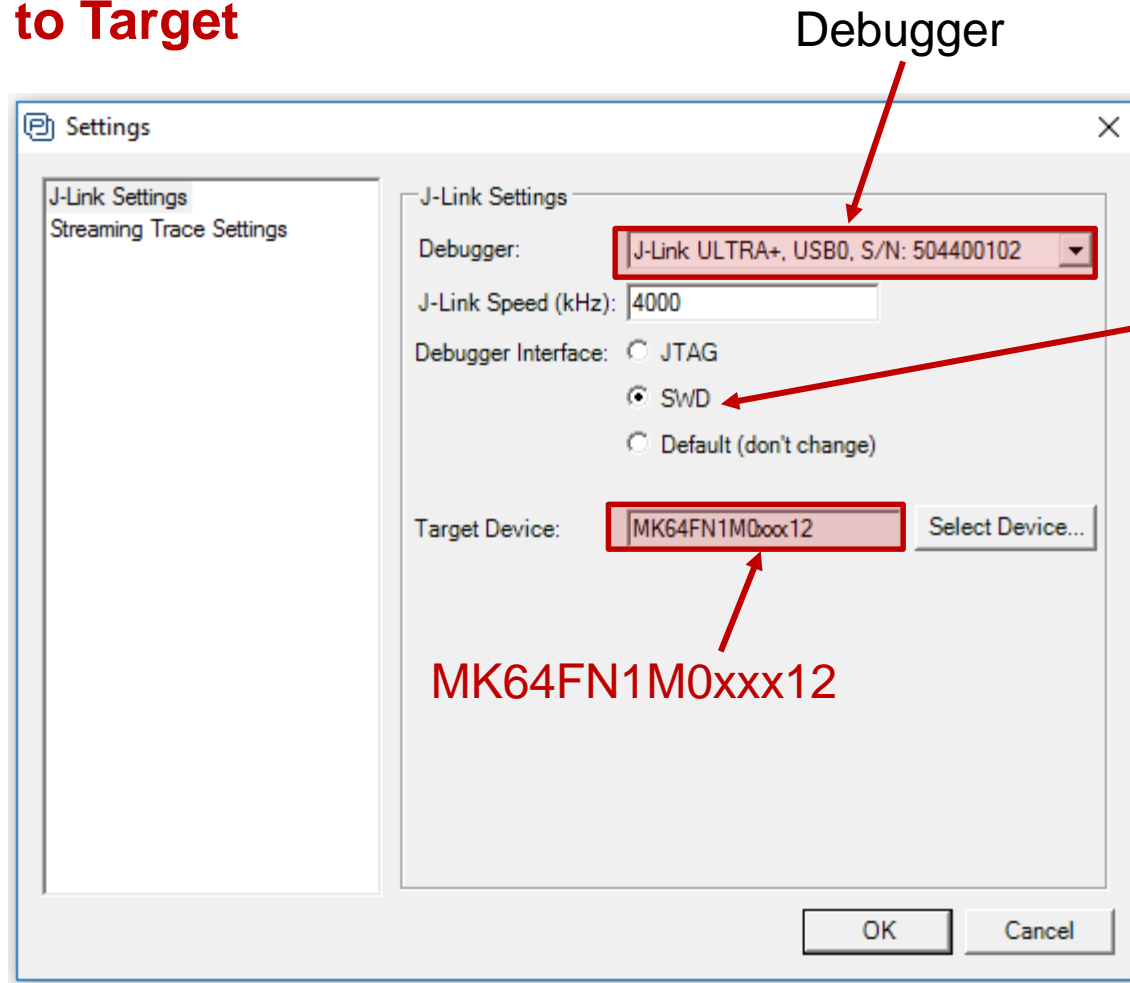 to Target
Debugger
Settings
J-Link Settings
Streaming Trace Settings
J-Link Settings
Debugger:
J-Link ULTRA+, USB0, S/N: 504400102
J-Link Speed (kHz):
4000
Debugger Interface:
JTAG
SWD
Default (don't change)
Target Device:
MK64FN1M0xxx12
Select Device...
MK64FN1M0xxx12
OK
Cancel